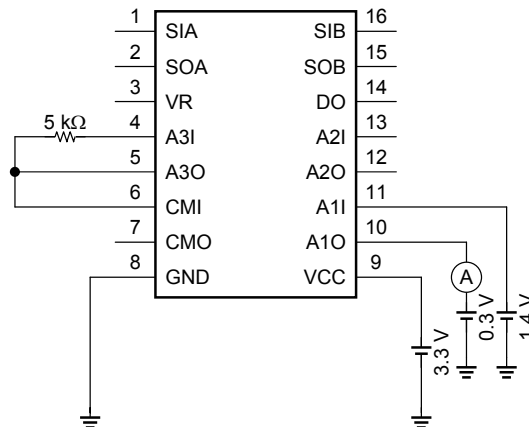 1 SIA SIB 16
2 SOA SOB 15
3 VR DO 14
5 kΩ 4 A3I A2I 13
5 A3O A2O 12
6 CMI A1I 11
7 CMO A1O 10
8 GND VCC 9
A
3.3 V
0.3 V
1.4 V